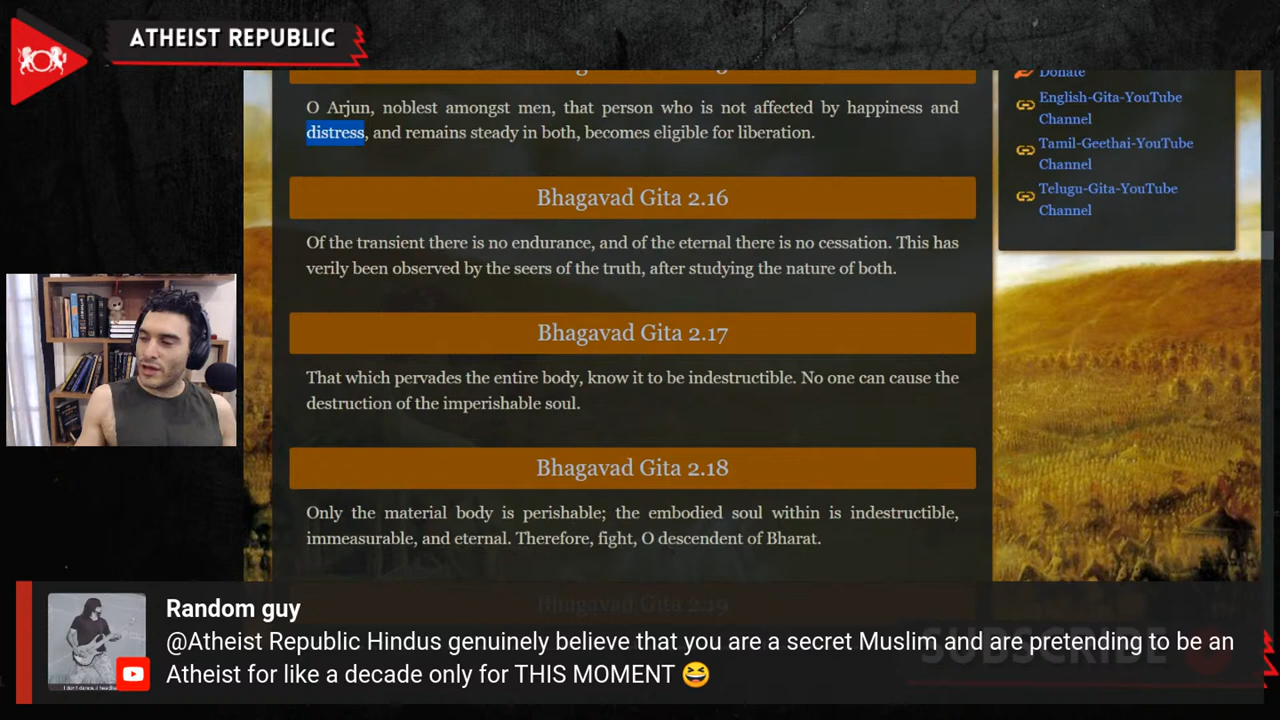 ATHEIST REPUBLIC
Donate
O Arjun, noblest amongst men, that person who is not affected by happiness and
distress, and remains steady in both, becomes eligible for liberation.
English-Gita-YouTube
Channel
Tamil-Geethai-YouTube
Channel
Telugu-Gita-YouTube
Channel
Bhagavad Gita 2.16
Of the transient there is no endurance, and of the eternal there is no cessation. This has
verily been observed by the seers of the truth, after studying the nature of both.
Bhagavad Gita 2.17
That which pervades the entire body, know it to be indestructible. No one can cause the
destruction of the imperishable soul.
Bhagavad Gita 2.18
Only the material body is perishable; the embodied soul within is indestructible,
immeasurable, and eternal. Therefore, fight, O descendent of Bharat.
Bhagavad Gita 2.19
Random guy
@Atheist Republic Hindus genuinely believe that you are a secret Muslim and are pretending to be an
Atheist for like a decade only for THIS MOMENT 😆
SUBSCRIBE